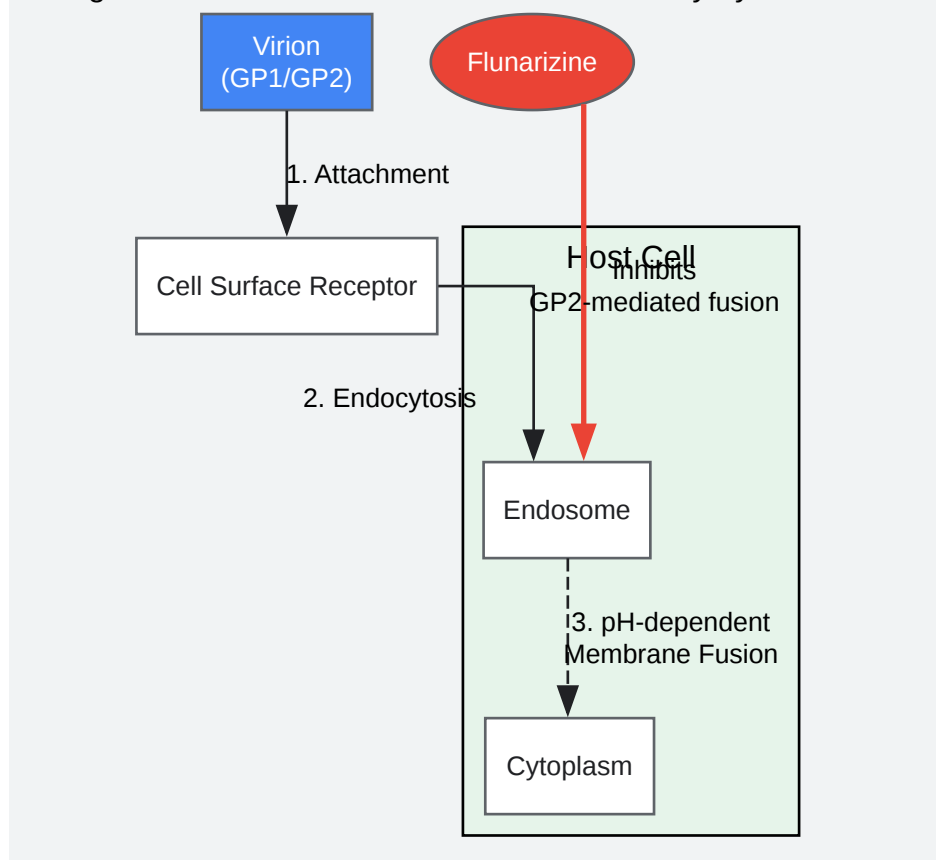 Virion
(GP1/GP2)
Flunarizine
1. Attachment
Host Cell
Inhibits
GP2-mediated fusion
Cell Surface Receptor
2. Endocytosis
Endosome
3. pH-dependent
Membrane Fusion
Cytoplasm